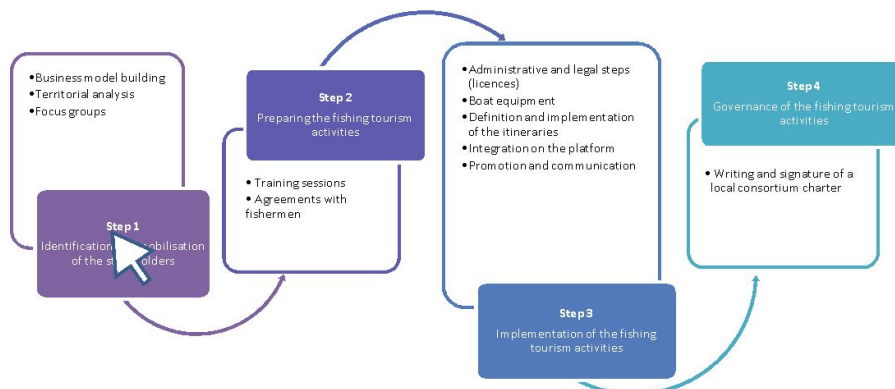 •Business model building
•Territorial analysis
•Focus groups
Step 1
Identification mobilisation
of the st olders
Step 2
Preparing the fishing tourism
activities
• Training sessions
• Agreements with
fishermen
•Administrative and legal steps
(licences)
•Boat equipment
•Definition and implementation
of the itineraries
•Integration on the platform
•Promotion and communication
Step 3
Implementation of the fishing
tourism activities
Step 4
Governance of the fishing tourism
activities
• Writing and signature of a
local consortium charter